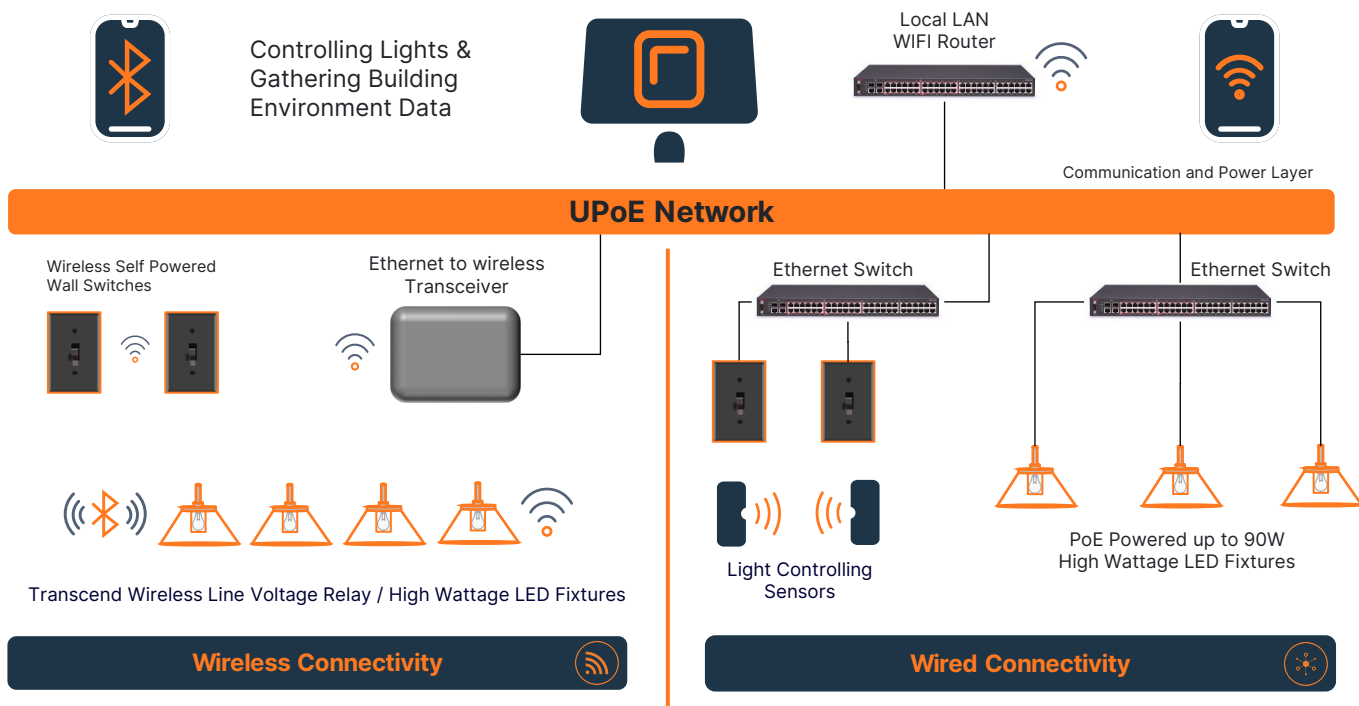 Controlling Lights &
Gathering Building
Environment Data
Local LAN
WIFI Router
Communication and Power Layer
UPoE Network
Wireless Self Powered
Wall Switches
Ethernet to wireless
Transceiver
Ethernet Switch
Ethernet Switch
Transcend Wireless Line Voltage Relay / High Wattage LED Fixtures
Light Controlling
Sensors
PoE Powered up to 90W
High Wattage LED Fixtures
Wireless Connectivity
Wired Connectivity